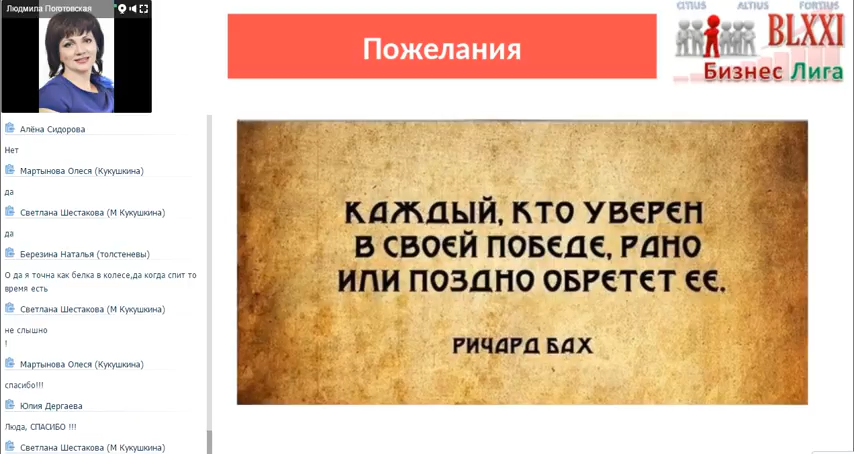 Людмила Поготовская
Алёна Сидорова
Нет
Мартынова Олеся (Кукушкина)
да
Светлана Шестакова (М Кукушкина)
да
Березина Наталья (толстеневы)
О да я точна как белка в колесе,да когда спит то
время есть
Светлана Шестакова (М Кукушкина)
не слышно
!
Мартынова Олеся (Кукушкина)
спасибо!!!
Юлия Дергаева
Люда, СПАСИБО !!!
Светлана Шестакова (М Кукушкина)
Пожелания
CITIUS ALTIUS FORTIUS
BLXXI
Бизнес Лига
КАЖДЫЙ, КТО УВЕРЕН
В СВОЕЙ ПОБЕДЕ, РАНО
ИЛИ ПОЗДНО ОБРЕТЕТ ЕЕ.
РИЧАРД БАХ